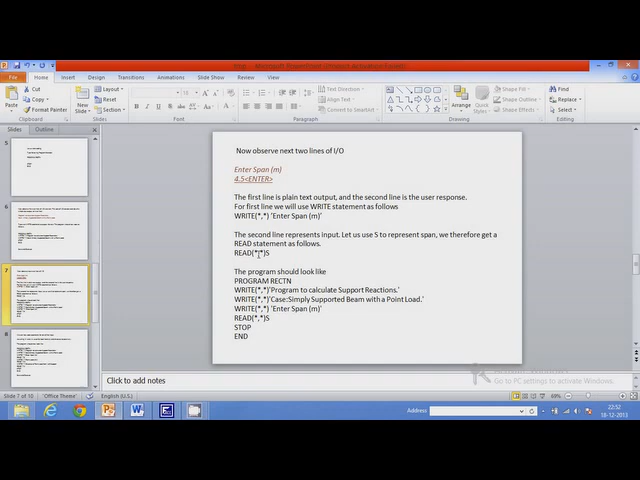 File
Home
Insert
Design
Transitions
Animations
Slide Show
Review
View
Paste
Cut
Copy
Format Painter
Clipboard
New
Slide
Layout
Reset
Section
Slides
Font
Text Direction
Align Text
Convert to SmartArt
Paragraph
Arrange
Quick
Styles
Shape Fill
Shape Outline
Shape Effects
Drawing
Find
Replace
Select
Editing
Slides
Outline
5
6
7
8
Now observe next two lines of I/O
Enter Span (m)
4.5<ENTER>
The first line is plain text output, and the second line is the user response.
For first line we will use WRITE statement as follows
WRITE(*,*) 'Enter Span (m)'
The second line represents input. Let us use S to represent span, we therefore get a
READ statement as follows.
READ(*,*)S
The program should look like
PROGRAM RECTN
WRITE(*,*)'Program to calculate Support Reactions.'
WRITE(*,*)'Case:Simply Supported Beam with a Point Load.'
WRITE(*,*) 'Enter Span (m)'
READ(*,*)S
STOP
END
Click to add notes
Activate Windows
Go to PC settings to activate Windows.
Slide 7 of 10
"Office Theme"
English (U.S.)
69%
Address
22:52
18-12-2013